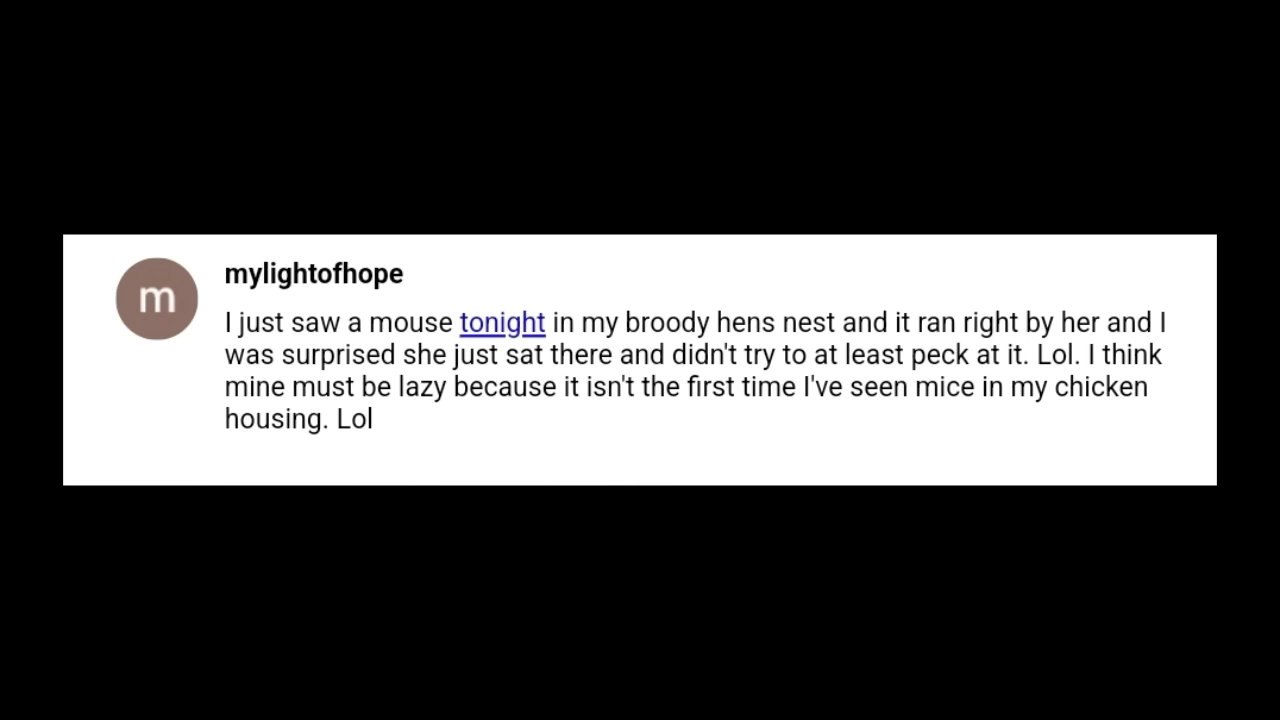 m
mylightofhope
I just saw a mouse tonight in my broody hens nest and it ran right by her and I
was surprised she just sat there and didn't try to at least peck at it. Lol. I think
mine must be lazy because it isn't the first time I've seen mice in my chicken
housing. Lol